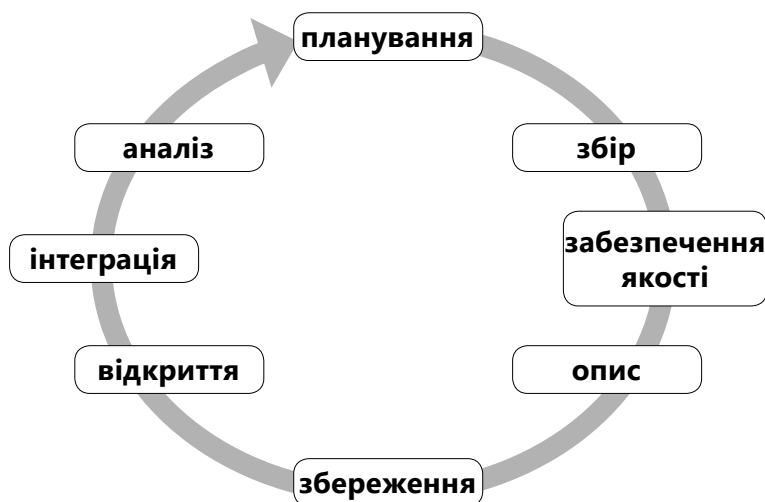 планування
збір
забезпечення
якості
опис
збереження
відкриття
інтеграція
аналіз